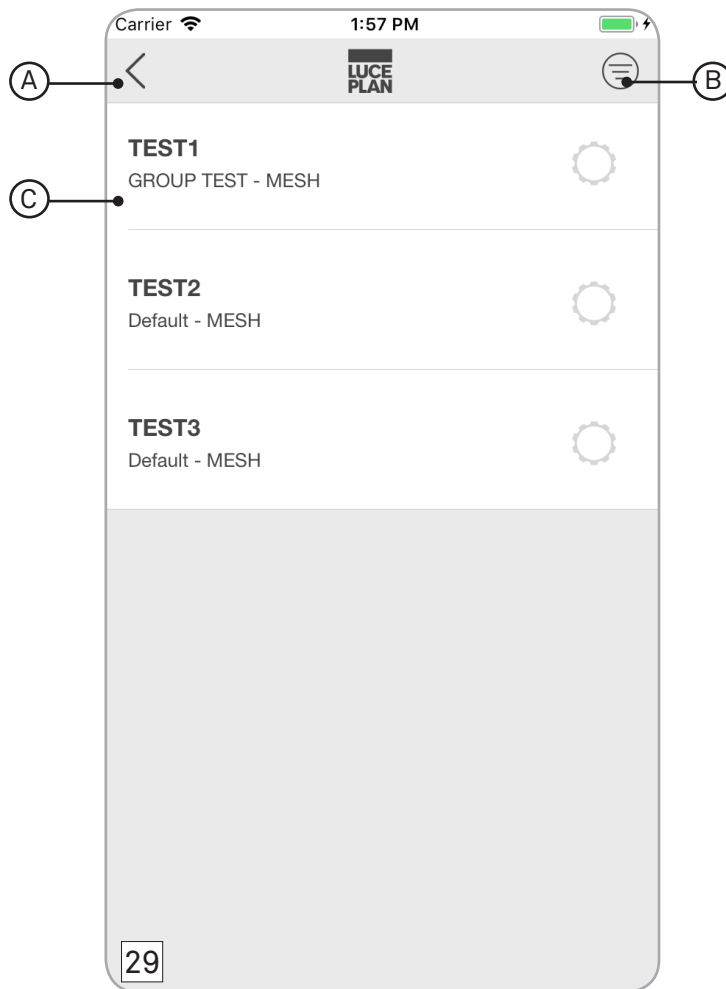 Carrier 1:57 PM
A
LUCE
PLAN
B
TEST1
GROUP TEST - MESH
C
TEST2
Default - MESH
TEST3
Default - MESH
29